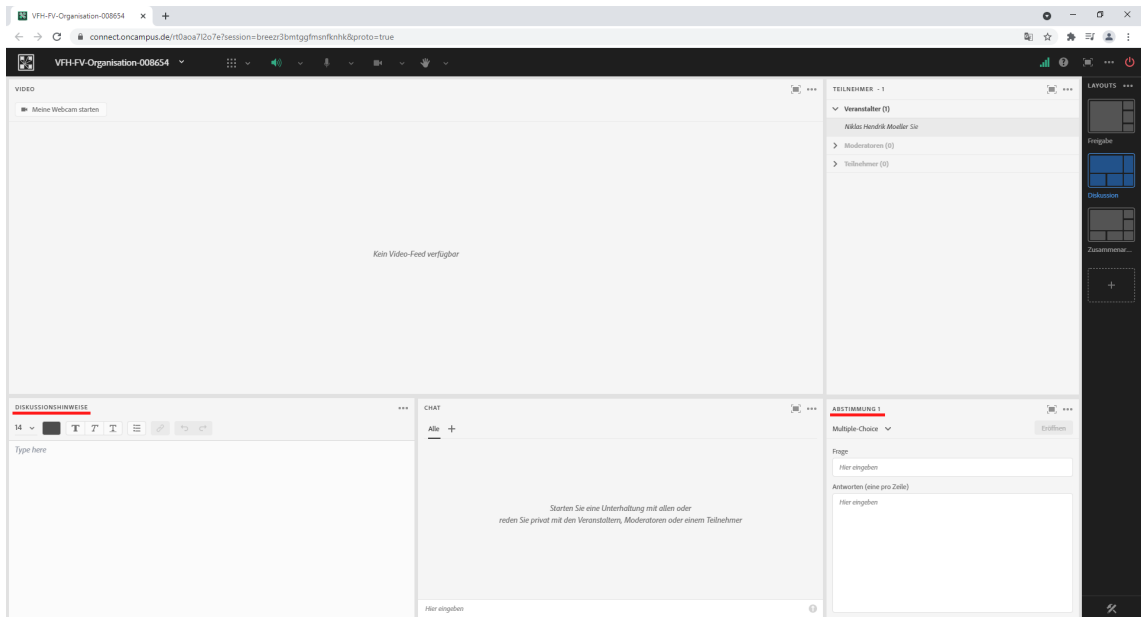 VFH-FV-Organisation-008654
connect.oncampus.de/rt0aoa7l2o7e?session=breezr3bmtggfmsnfknhk&proto=true
VFH-FV-Organisation-008654
VIDEO
Meine Webcam starten
Kein Video-Feed verfügbar
TEILNEHMER - 1
Veranstalter (1)
Niklas Hendrik Moeller Sie
Moderatoren (0)
Teilnehmer (0)
LAYOUTS
Freigabe
Diskussion
Zusammenar...
DISKUSSIONSHINWEISE
14
T T T
Type here
CHAT
Alle
Starten Sie eine Unterhaltung mit allen oder
reden Sie privat mit den Veranstaltern, Moderatoren oder einem Teilnehmer
Hier eingeben
ABSTIMMUNG 1
Multiple-Choice
Eröffnen
Frage
Hier eingeben
Antworten (eine pro Zeile)
Hier eingeben